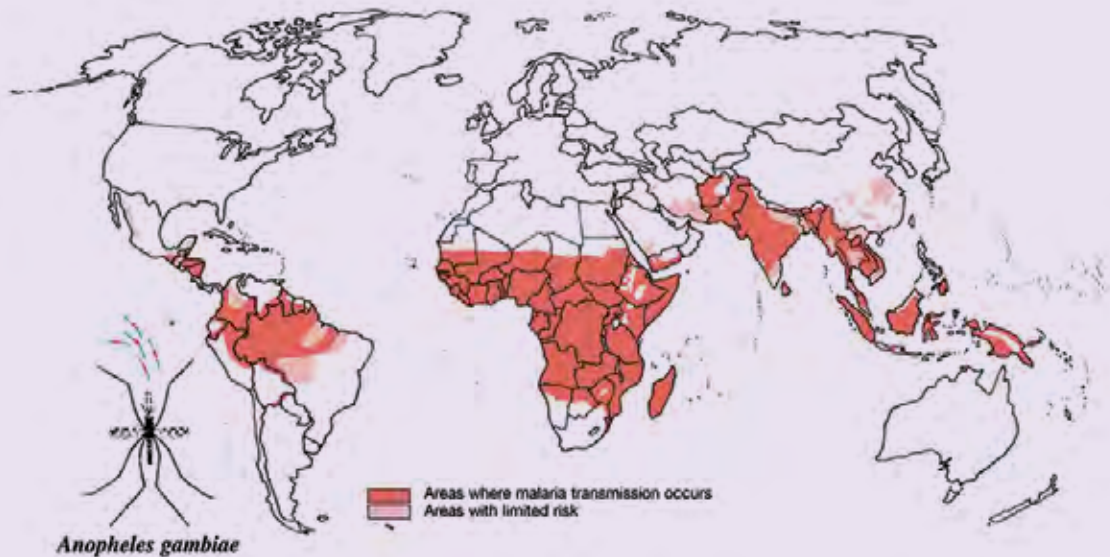 Areas where malaria transmission occurs
Areas with limited risk
Anopheles gambiae